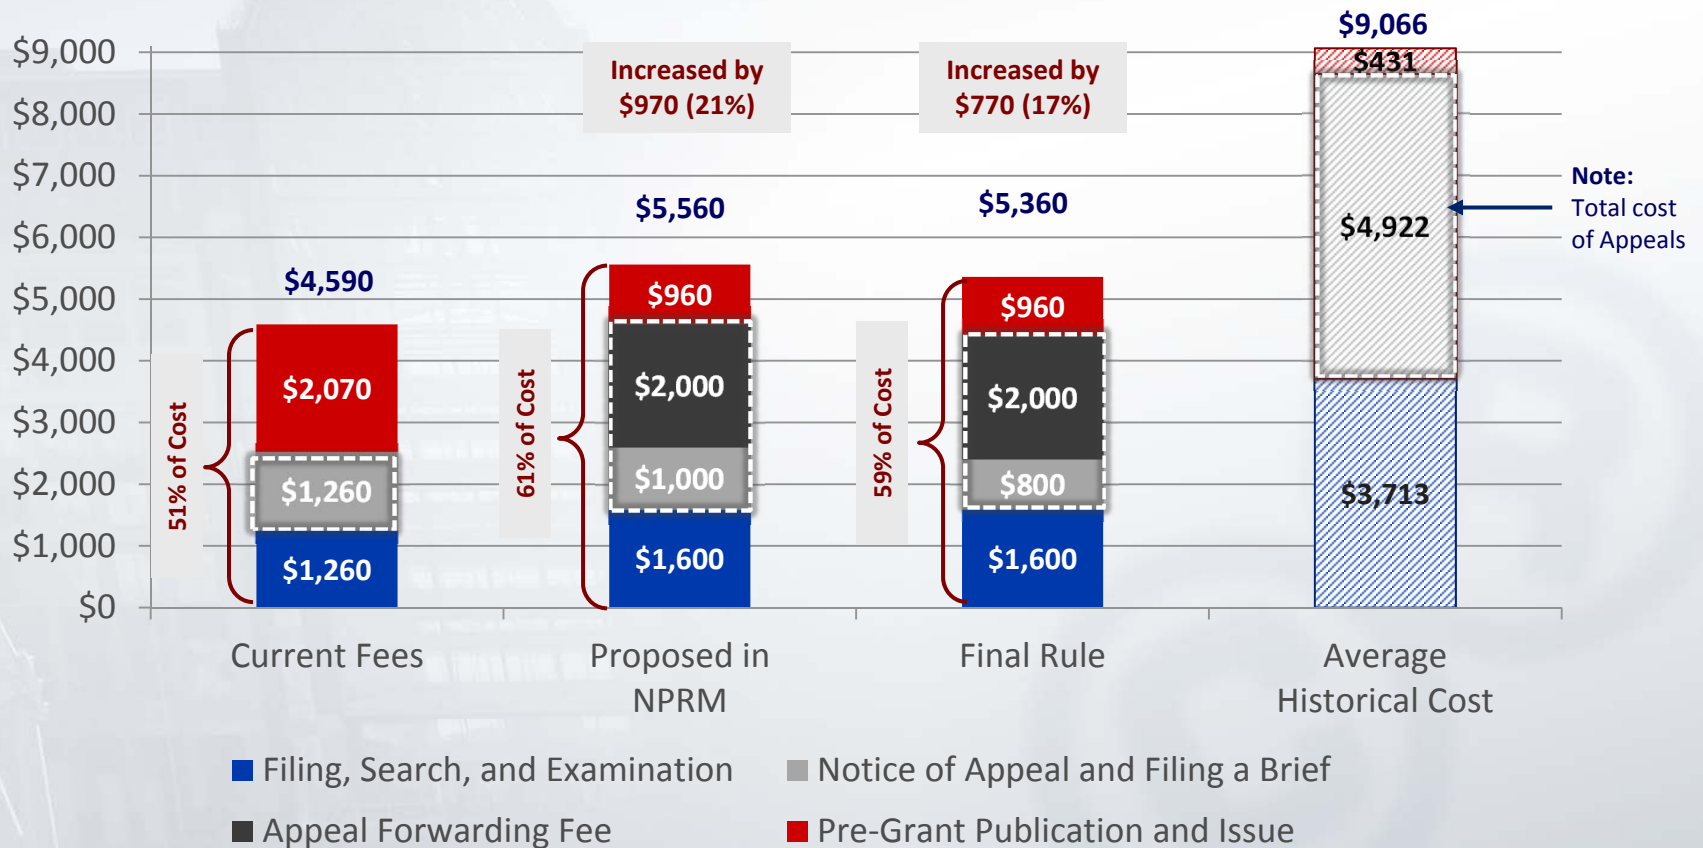 $9,066
$9,000
$8,000
$7,000
$6,000
$5,000
$4,000
$3,000
$2,000
$1,000
$0
Increased by
$970 (21%)
Increased by
$770 (17%)
$4,590
$5,560
$5,360
51% of Cost
$2,070
$1,260
$1,260
61% of Cost
$960
$2,000
$1,000
$1,600
59% of Cost
$960
$2,000
$800
$1,600
$431
$4,922
$3,713
Note:
Total cost
of Appeals
Current Fees
Proposed in
NPRM
Final Rule
Average
Historical Cost
Filing, Search, and Examination
Notice of Appeal and Filing a Brief
Appeal Forwarding Fee
Pre-Grant Publication and Issue